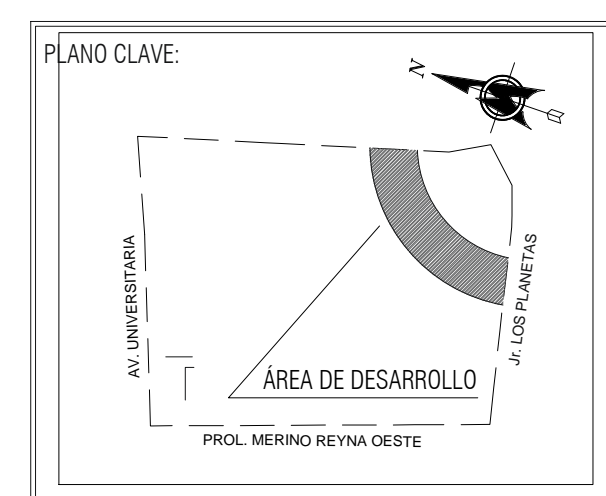 PLANO CLAVE:
N
AV. UNIVERSITARIA
Jr. LOS PLANETAS
ÁREA DE DESARROLLO
PROL. MERINO REYNA OESTE